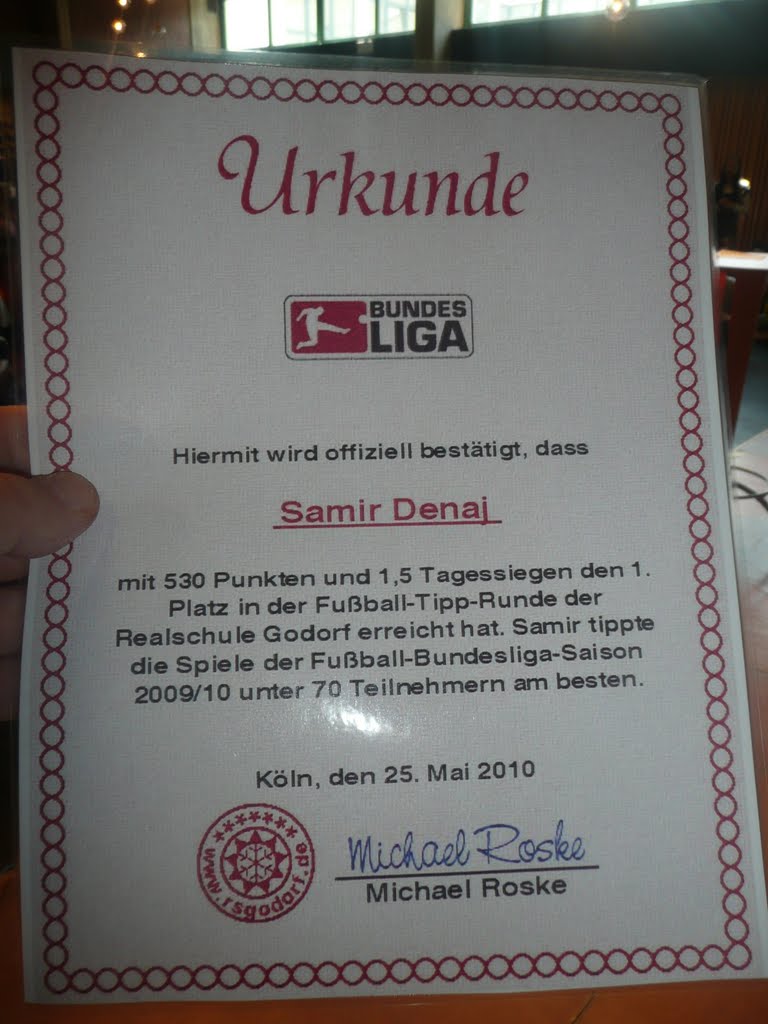 Urkunde
BUNDES
LIGA
Hiermit wird offiziell bestätigt, dass
Samir Denaj
mit 530 Punkten und 1,5 Tagessiegen den 1.
Platz in der Fußball-Tipp-Runde der
Realschule Godorf erreicht hat. Samir tippte
die Spiele der Fußball-Bundesliga-Saison
2009/10 unter 70 Teilnehmern am besten.
Köln, den 25. Mai 2010
www.rsgodorf.de
Michael Roske
Michael Roske